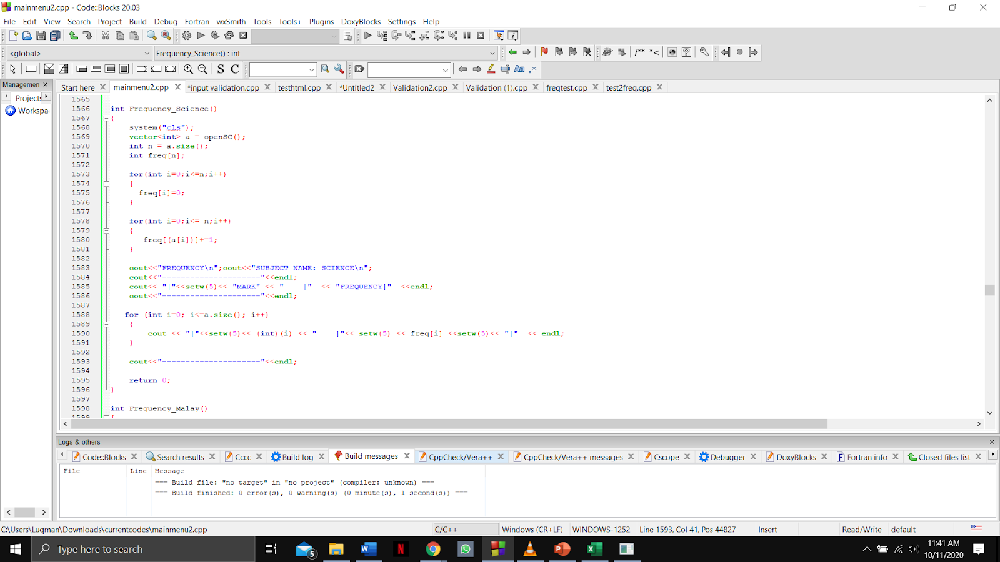 mainmenu2.cpp - Code::Blocks 20.03
File Edit View Search Project Build Debug Fortran wxSmith Tools Tools+ Plugins DoxyBlocks Settings Help
<global> Frequency_Science() : int
/** *<
S C Aa .*
Managemen Start here mainmenu2.cpp *input validation.cpp testhtml.cpp *Untitled2 Validation2.cpp Validation (1).cpp freqtest.cpp test2freq.cpp
Projects
Workspa
1565
1566 int Frequency_Science()
1567 {
1568 system("cls");
1569 vector<int> a = openSC();
1570 int n = a.size();
1571 int freq[n];
1572
1573 for(int i=0;i<=n;i++)
1574 {
1575 freq[i]=0;
1576 }
1577
1578 for(int i=0;i<= n;i++)
1579 {
1580 freq[(a[i])]+=1;
1581 }
1582
1583 cout<<"FREQUENCY\n";cout<<"SUBJECT NAME: SCIENCE\n";
1584 cout<<"---------------------"<<endl;
1585 cout<< "|"<<setw(5)<< "MARK" << "    |" << "FREQUENCY|" <<endl;
1586 cout<<"---------------------"<<endl;
1587
1588 for (int i=0; i<=a.size(); i++)
1589 {
1590 cout << "|"<<setw(5)<< (int)(i) << "    |"<< setw(5) << freq[i] <<setw(5)<< "|" << endl;
1591 }
1592
1593 cout<<"---------------------"<<endl;
1594
1595 return 0;
1596 }
1597
1598 int Frequency_Malay()
1599 {
Logs & others
Code::Blocks Search results Cccc Build log Build messages CppCheck/Vera++ CppCheck/Vera++ messages Cscope Debugger DoxyBlocks Fortran info Closed files list
File Line Message
=== Build file: "no target" in "no project" (compiler: unknown) ===
=== Build finished: 0 error(s), 0 warning(s) (0 minute(s), 1 second(s)) ===
C:\Users\Luqman\Downloads\currentcodes\mainmenu2.cpp C/C++ Windows (CR+LF) WINDOWS-1252 Line 1593, Col 41, Pos 44827 Insert Read/Write default
Type here to search 5 11:41 AM
10/11/2020